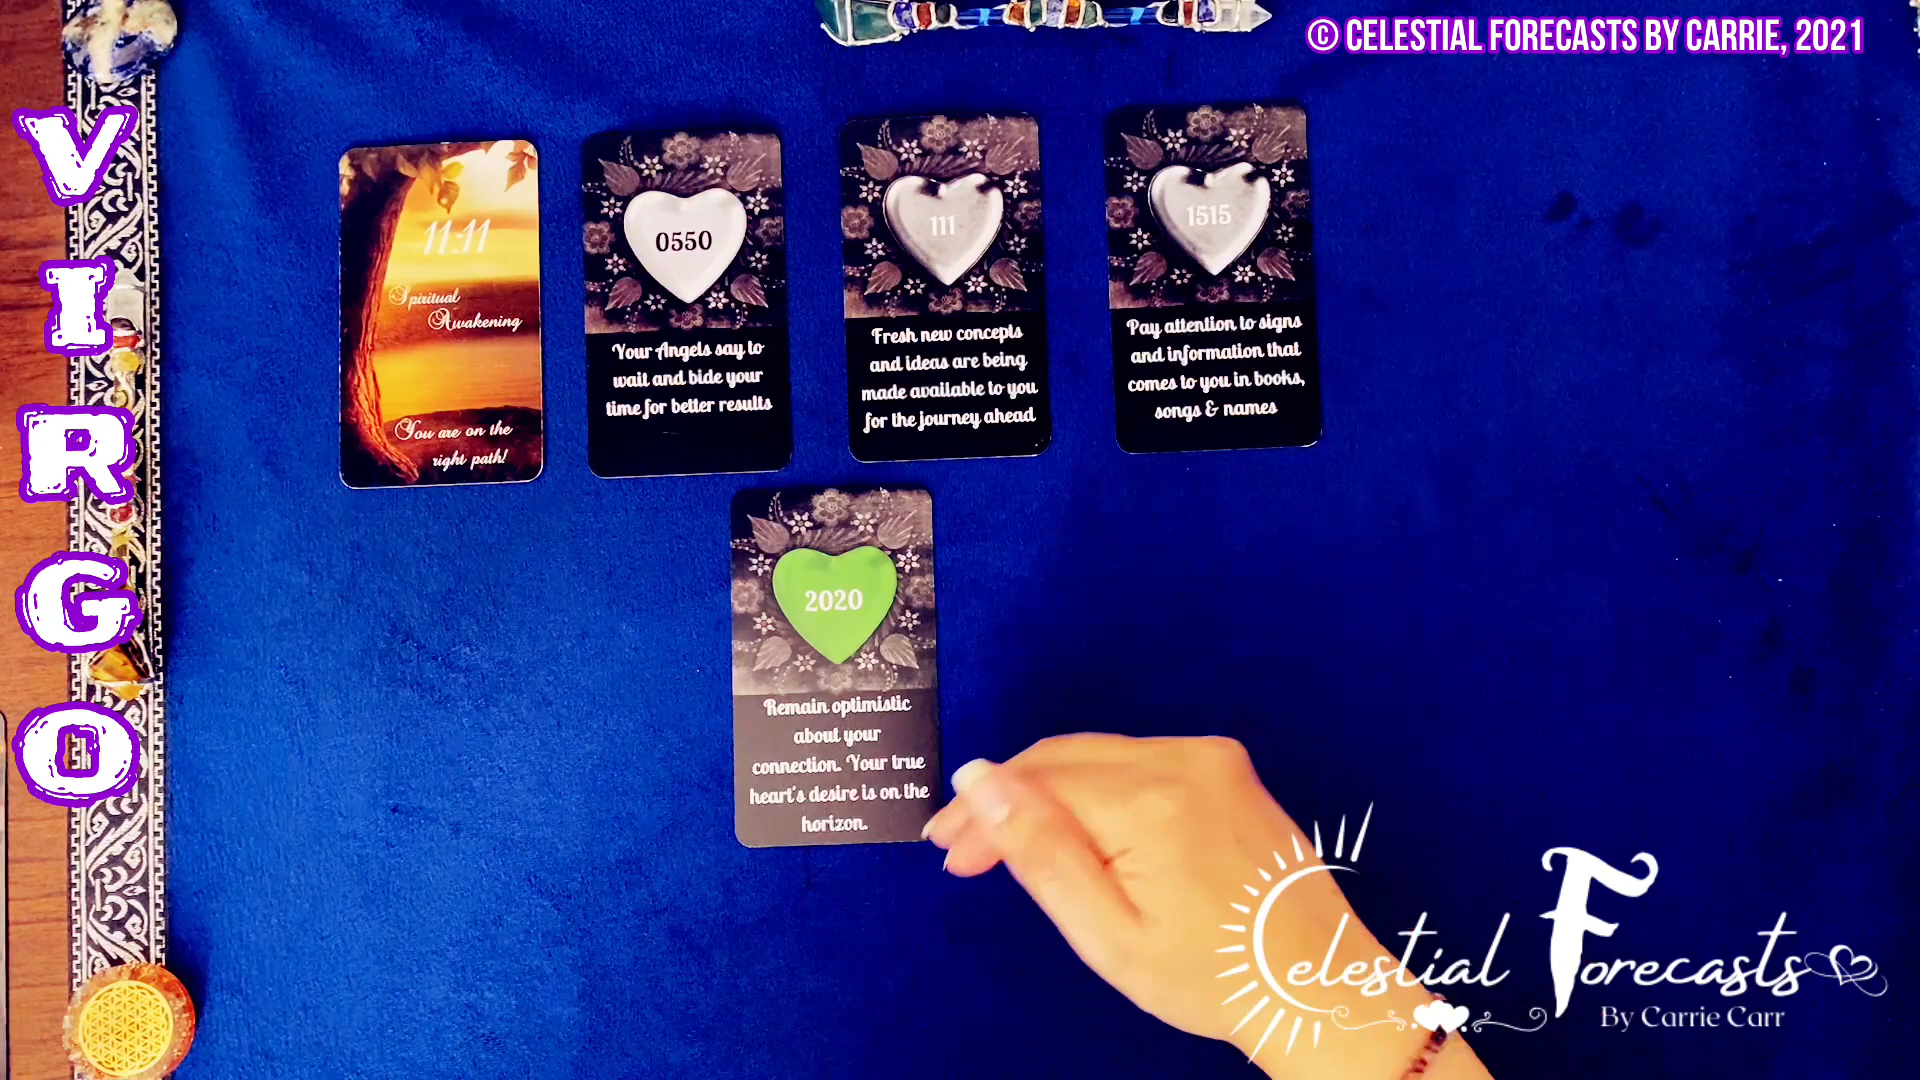 © CELESTIAL FORECASTS BY CARRIE, 2021
VIRGO
11:11
Spiritual
Awakening
You are on the
right path!
0550
Your Angels say to
wait and bide your
time for better results
111
Fresh new concepts
and ideas are being
made available to you
for the journey ahead
1515
Pay attention to signs
and information that
comes to you in books,
songs & names
2020
Remain optimistic
about your
connection. Your true
heart's desire is on the
horizon.
Celestial Forecasts
By Carrie Carr